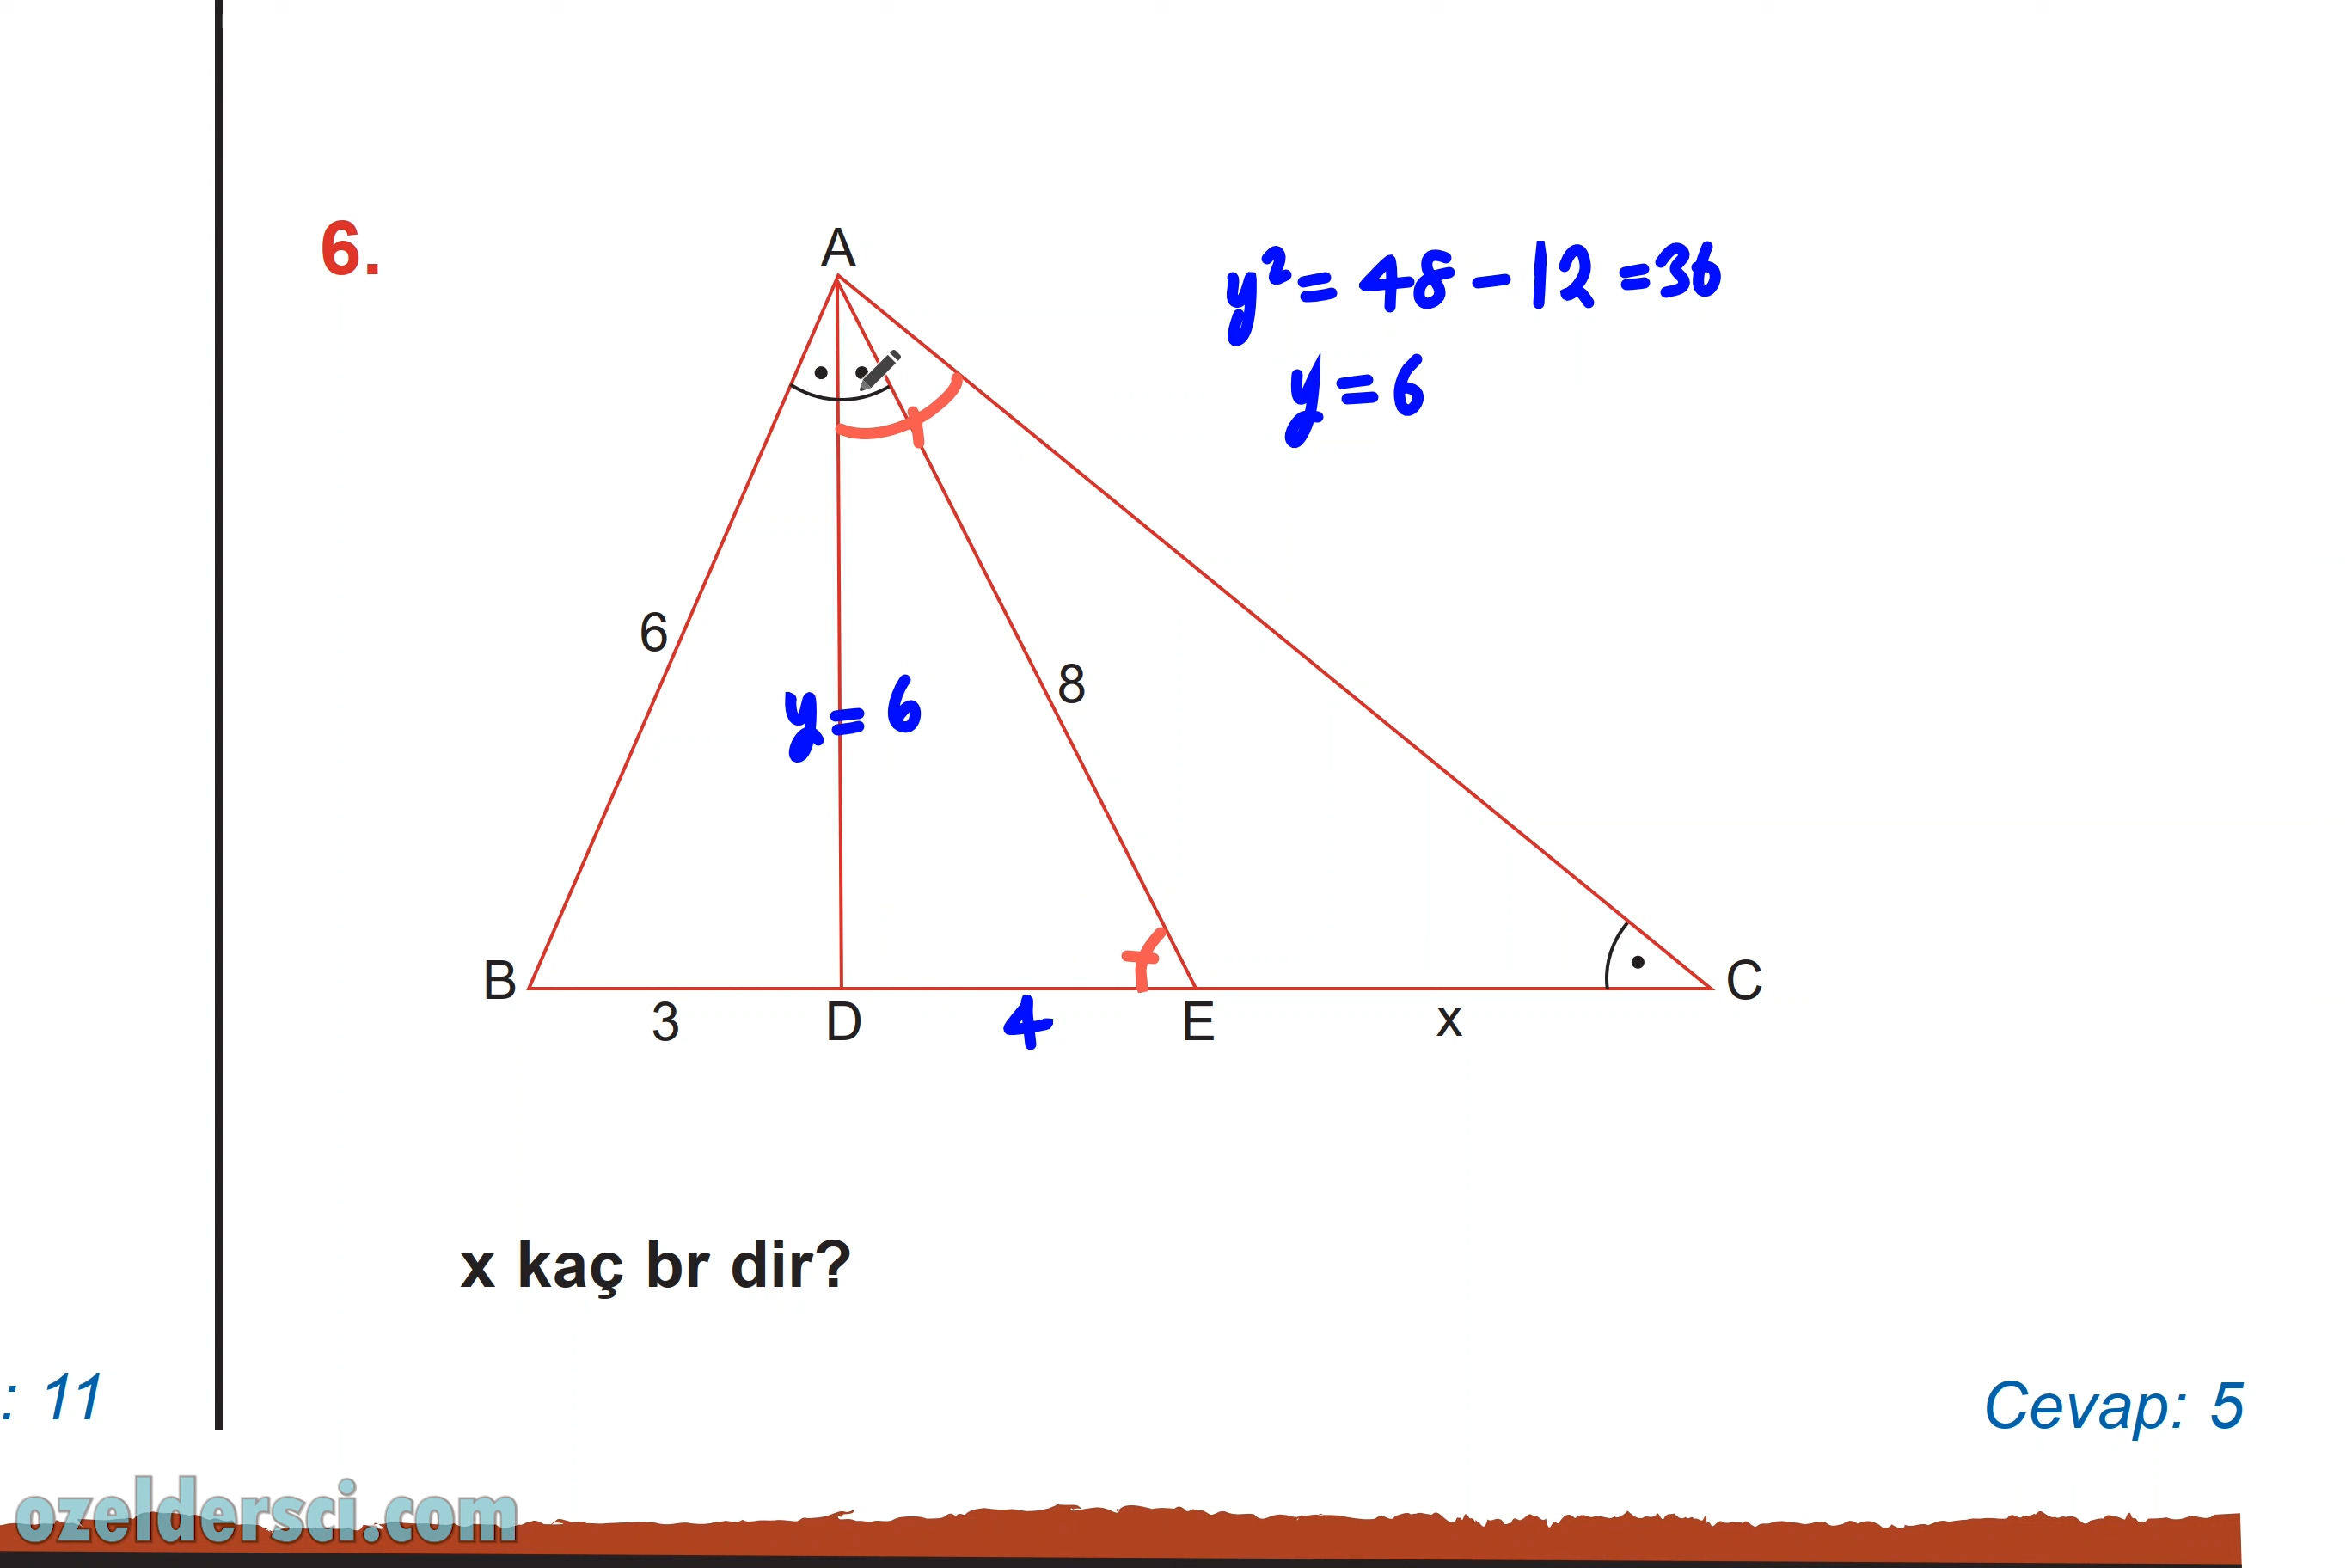 6.
A
y² = 48 - 12 = 36
y = 6
6
8
y = 6
B
C
3
D
4
E
x
x kaç br dir?
: 11
Cevap: 5
ozeldersci.com